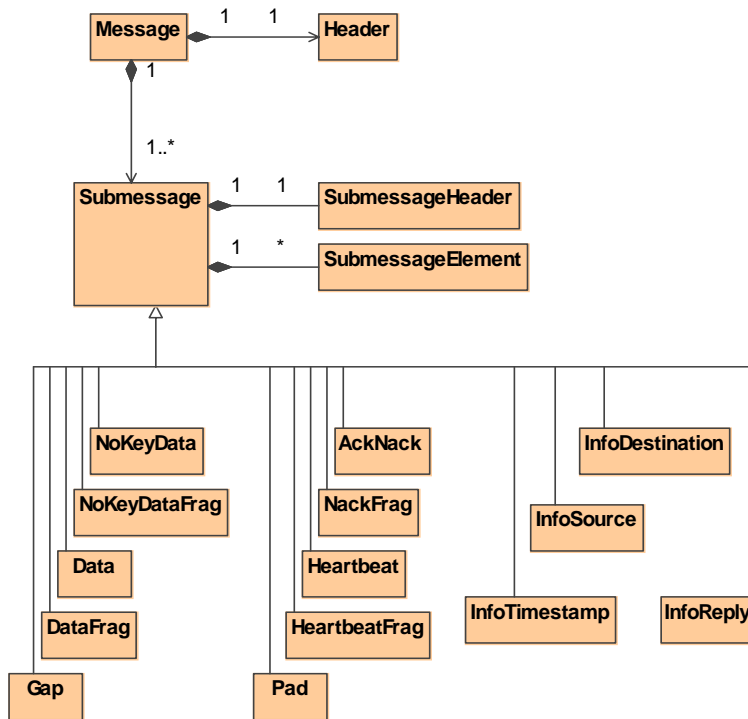 Message 1 1 Header
1
1..*
Submessage 1 1 SubmessageHeader
1 * SubmessageElement
NoKeyData AckNack InfoDestination
NoKeyDataFrag NackFrag InfoSource
Data Heartbeat
DataFrag HeartbeatFrag InfoTimestamp InfoReply
Gap Pad